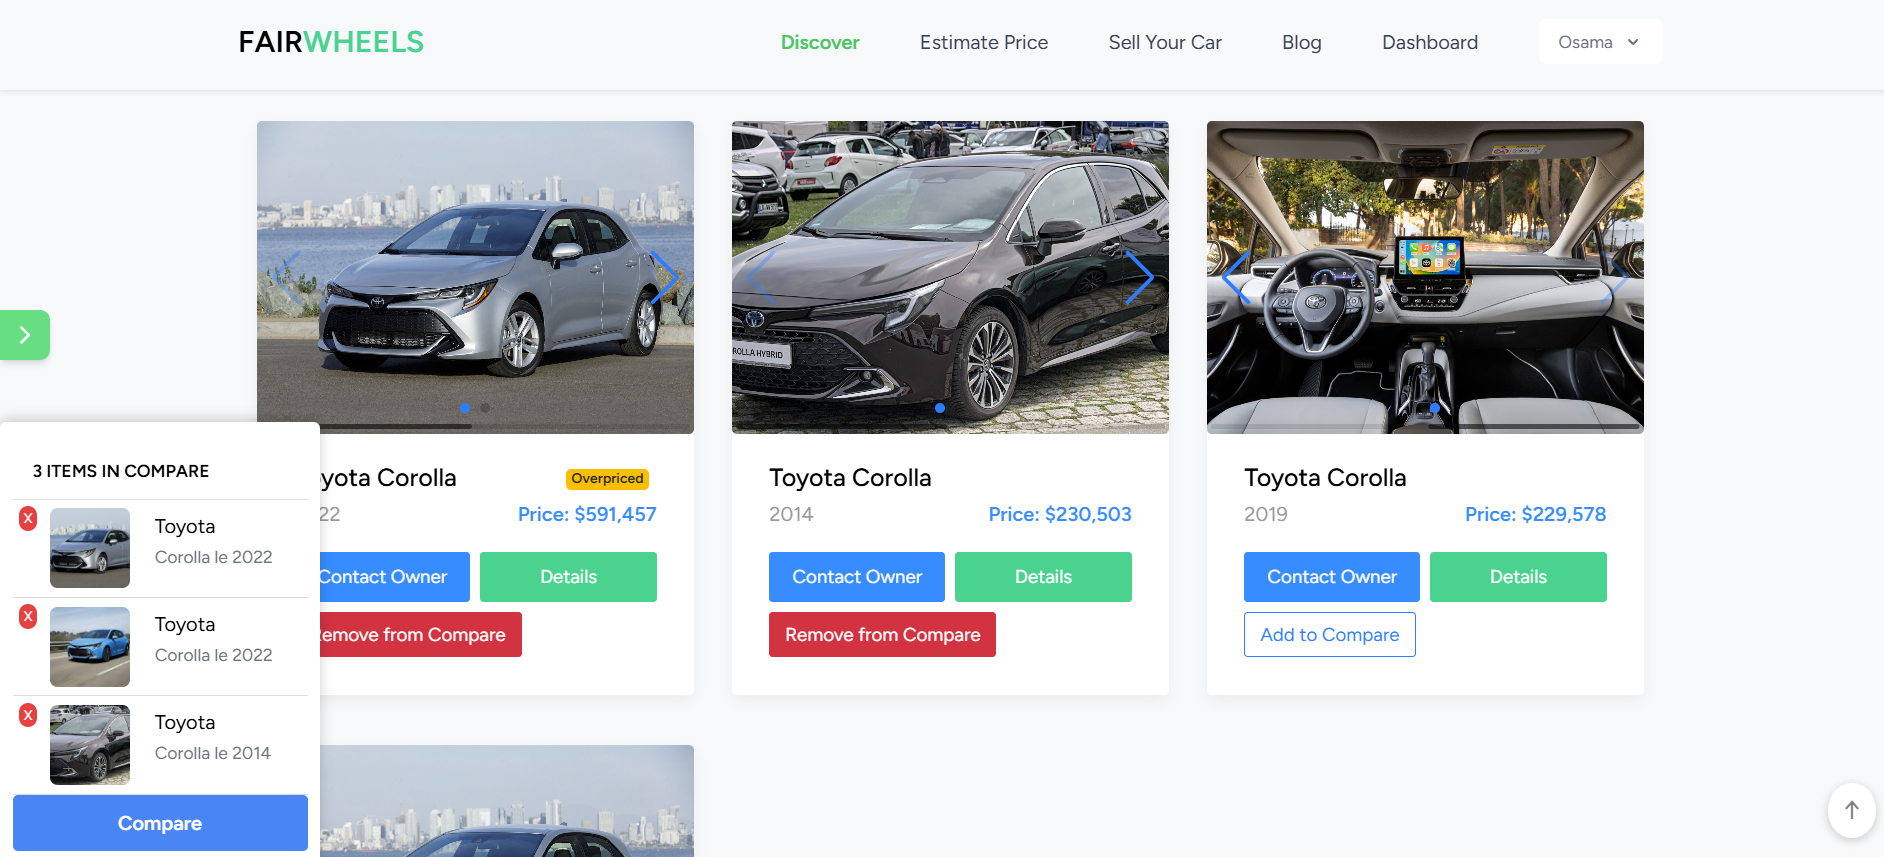 FAIRWHEELS
Discover
Estimate Price
Sell Your Car
Blog
Dashboard
Osama
ROLLA HYBRID
yota Corolla
Overpriced
22
Price: $591,457
Contact Owner
Details
Remove from Compare
Toyota Corolla
2014
Price: $230,503
Contact Owner
Details
Remove from Compare
Toyota Corolla
2019
Price: $229,578
Contact Owner
Details
Add to Compare
3 ITEMS IN COMPARE
X
Toyota
Corolla le 2022
X
Toyota
Corolla le 2022
X
Toyota
Corolla le 2014
Compare